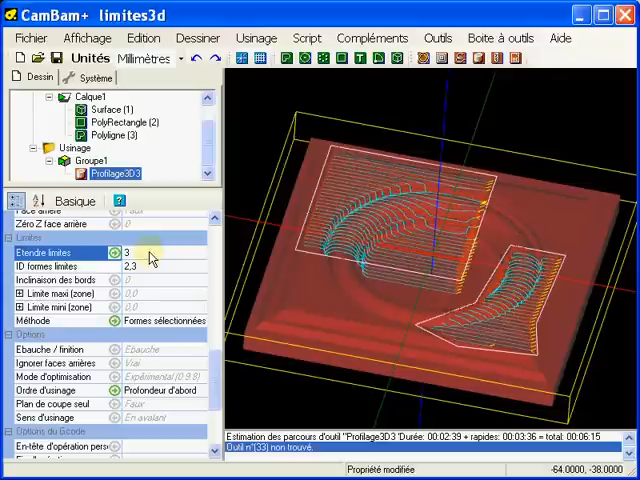 CamBam+ limites3d
Fichier Affichage Edition Dessiner Usinage Script Compléments Outils Boite à outils Aide
Unités Millimètres
Dessin Système
Calque1
Surface (1)
PolyRectangle (2)
Polyligne (3)
Usinage
Groupe1
Profilage3D3
Basique
Face arrière Faux
Zéro Z face arrière 0
Limites
Etendre limites 3
ID formes limites 2,3
Inclinaison des bords 0
Limite maxi (zone) 0,0
Limite mini (zone) 0,0
Méthode Formes sélectionnées
Options
Ebauche / finition Ebauche
Ignorer faces arrières Vrai
Mode d'optimisation Expérimental (0.9.8)
Ordre d'usinage Profondeur d'abord
Plan de coupe seul Faux
Sens d'usinage En avalant
Options du Gcode
En-tête d'opération pers
Estimation des parcours d'outil "Profilage3D3"Durée: 00:02:39 + rapides: 00:03:36 = total: 00:06:15
Outil n°(33) non trouvé.
Propriété modifiée -64.0000, -38.0000